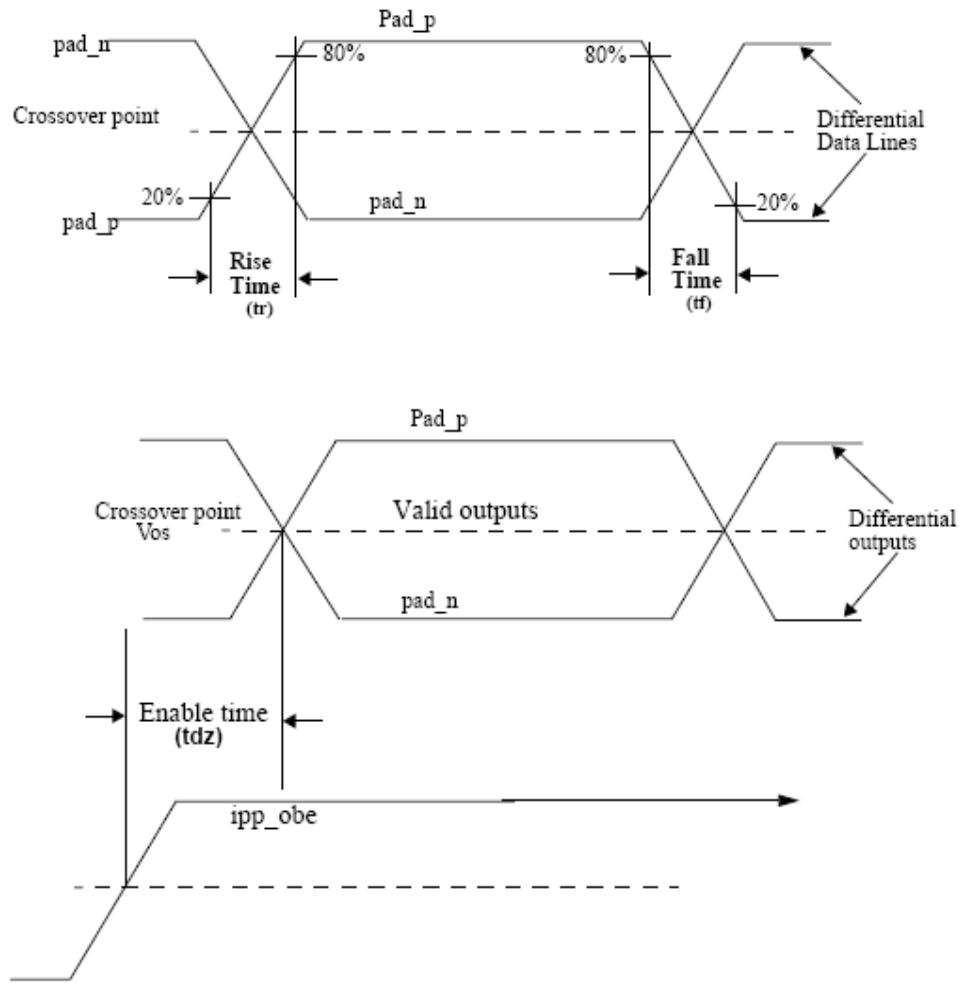 Pad_p
pad_n
80%
80%
Crossover point
Differential
Data Lines
20%
pad_n
20%
pad_p
Rise
Time
(tr)
Fall
Time
(tf)
Pad_p
Crossover point
Vos
Valid outputs
Differential
outputs
pad_n
Enable time
(tdz)
ipp_obe